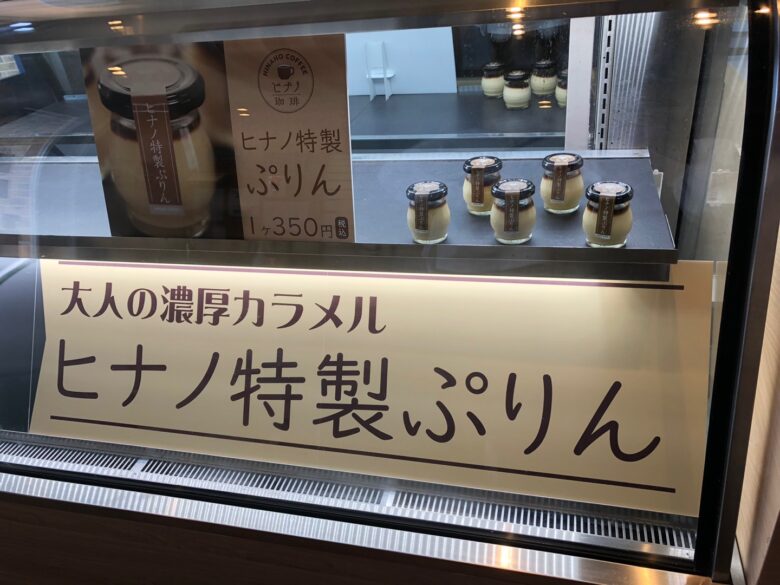 ヒナノ特製ぷりん
HINANO COFFEE
ヒナノ
珈琲
ヒナノ特製
ぷりん
1ヶ350円 税込
大人の濃厚カラメル
ヒナノ特製ぷりん